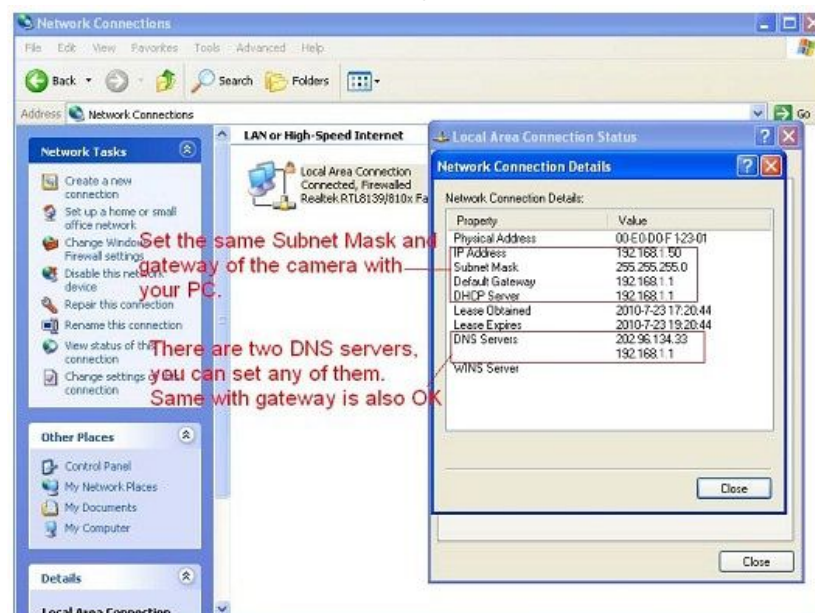 Network Connections
File Edit View Favorites Tools Advanced Help
Back Search Folders
Address Network Connections Go
Network Tasks
Create a new
connection
Set up a home or small
office network
Change Windo
Firewall settings
Disable this network
device
Repair this connection
Rename this connection
View status of this
connection
Change settings of this
connection
Other Places
Control Panel
My Network Places
My Documents
My Computer
Details
Local Area Connection
LAN or High-Speed Internet
Local Area Connection
Connected, Firewalled
Realtek RTL8139/810x Fa
Set the same Subnet Mask and
gateway of the camera with
your PC.
There are two DNS servers,
you can set any of them.
Same with gateway is also OK
Local Area Connection Status
Network Connection Details
Network Connection Details:
Property Value
Physical Address 00-E0-D0-F1-23-01
IP Address 192.168.1.50
Subnet Mask 255.255.255.0
Default Gateway 192.168.1.1
DHCP Server 192.168.1.1
Lease Obtained 2010-7-23 17:20:44
Lease Expires 2010-7-23 19:20:44
DNS Servers 202.96.134.33
192.168.1.1
WINS Server
Close
Close